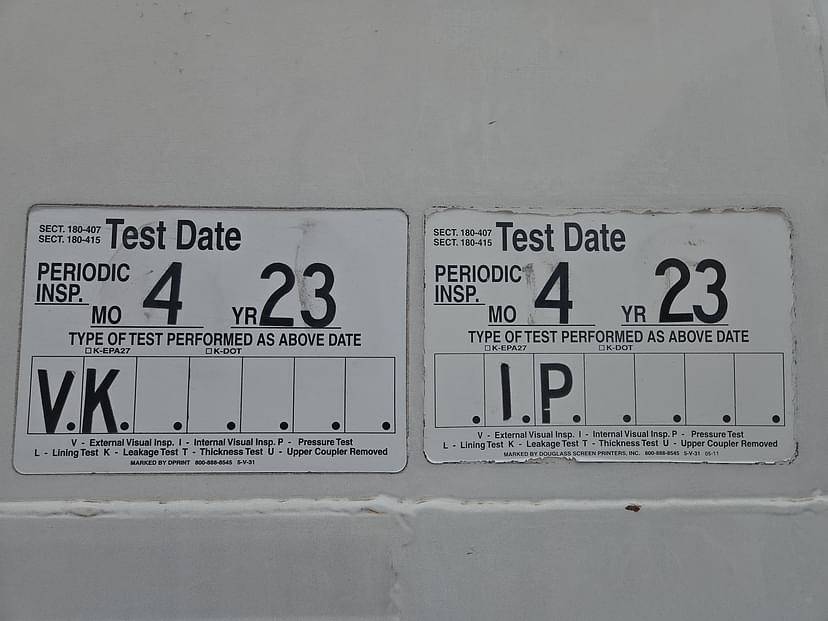 SECT. 180-407
SECT. 180-415
Test Date
PERIODIC
INSP.
MO 4 YR 23
TYPE OF TEST PERFORMED AS ABOVE DATE
K-EPA27 K-DOT
V. K.
V - External Visual Insp. I - Internal Visual Insp. P - Pressure Test
L - Lining Test K - Leakage Test T - Thickness Test U - Upper Coupler Removed
MARKED BY DPRINT 800-888-8545 5-V-31
SECT. 180-407
SECT. 180-415
Test Date
PERIODIC
INSP.
MO 4 YR 23
TYPE OF TEST PERFORMED AS ABOVE DATE
K-EPA27 K-DOT
I. P.
V - External Visual Insp. I - Internal Visual Insp. P - Pressure Test
L - Lining Test K - Leakage Test T - Thickness Test U - Upper Coupler Removed
MARKED BY DOUGLASS SCREEN PRINTERS, INC. 800-888-8545 5-V-31 05-11